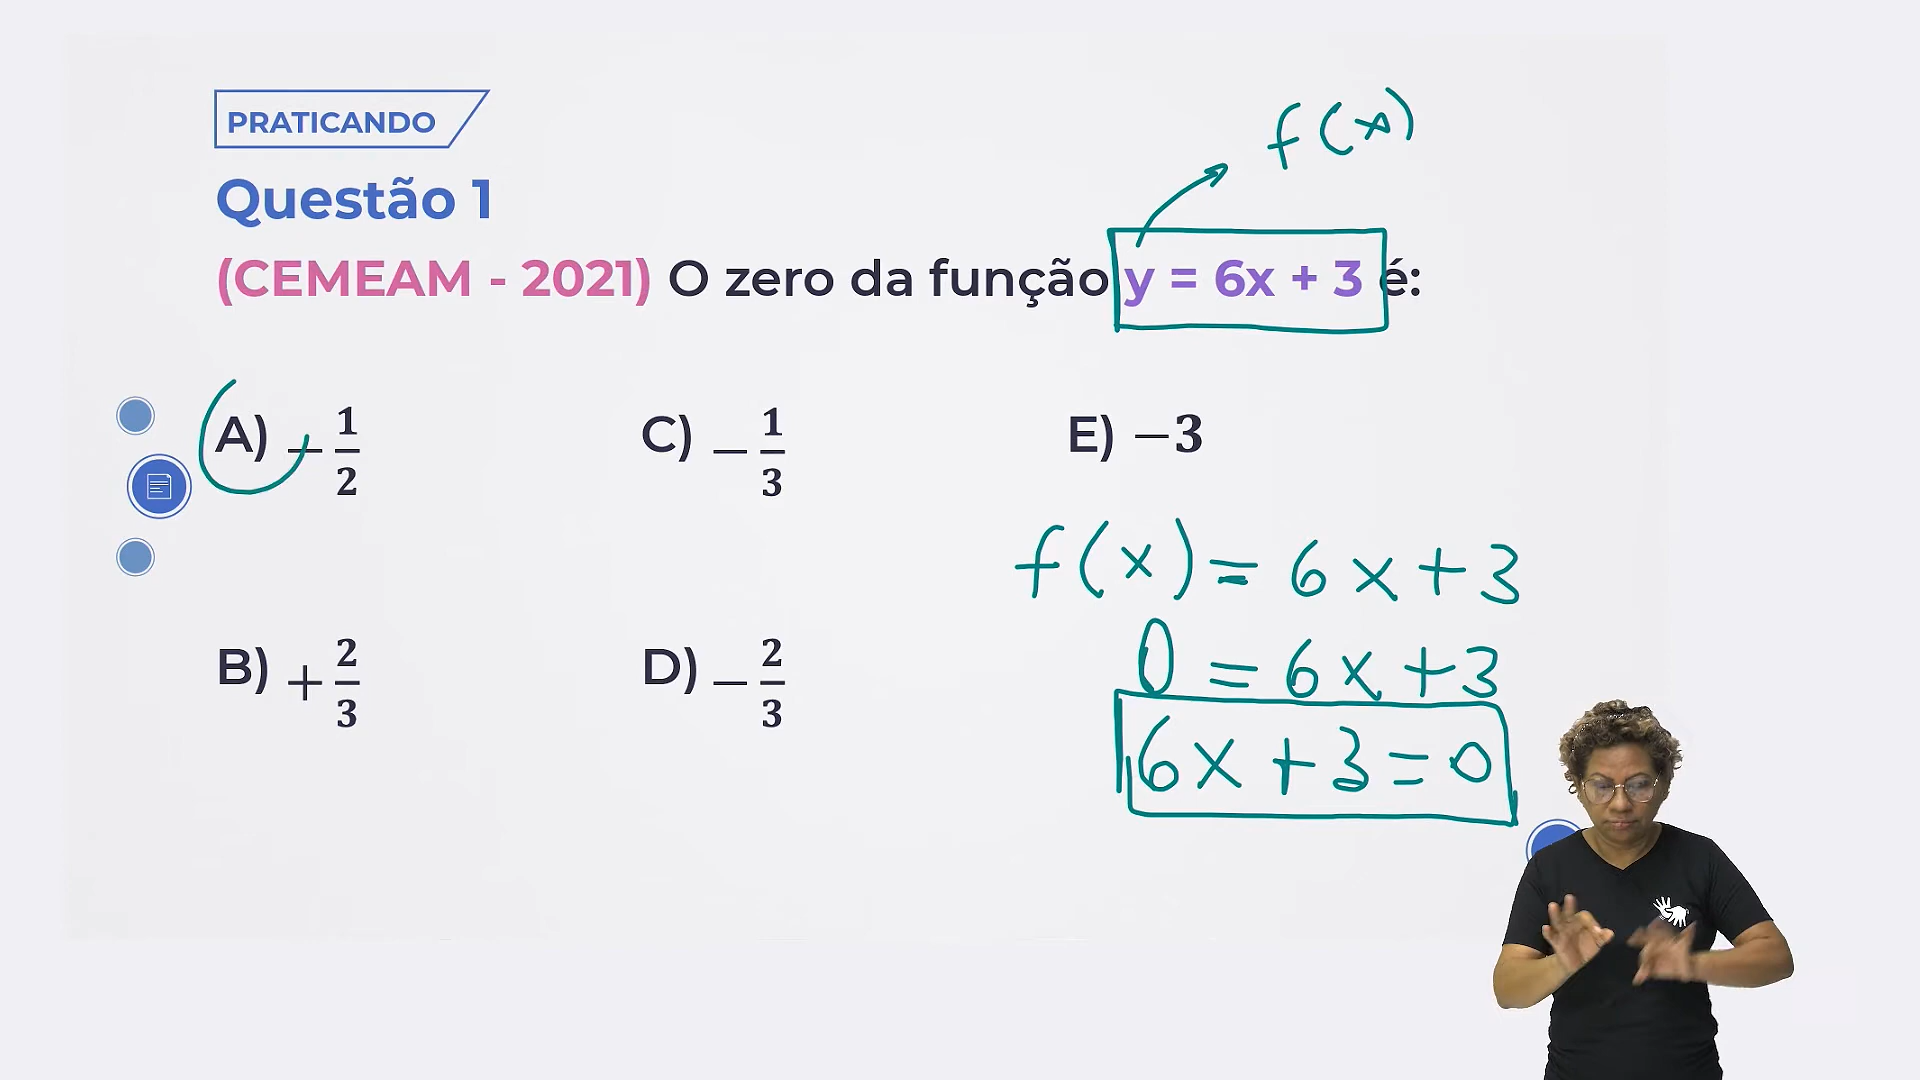 PRATICANDO
f(x)
Questão 1
(CEMEAM - 2021) O zero da função y = 6x + 3 é:
A) − 1/2
C) − 1/3
E) −3
f(x) = 6x + 3
0 = 6x + 3
B) + 2/3
D) − 2/3
6x + 3 = 0